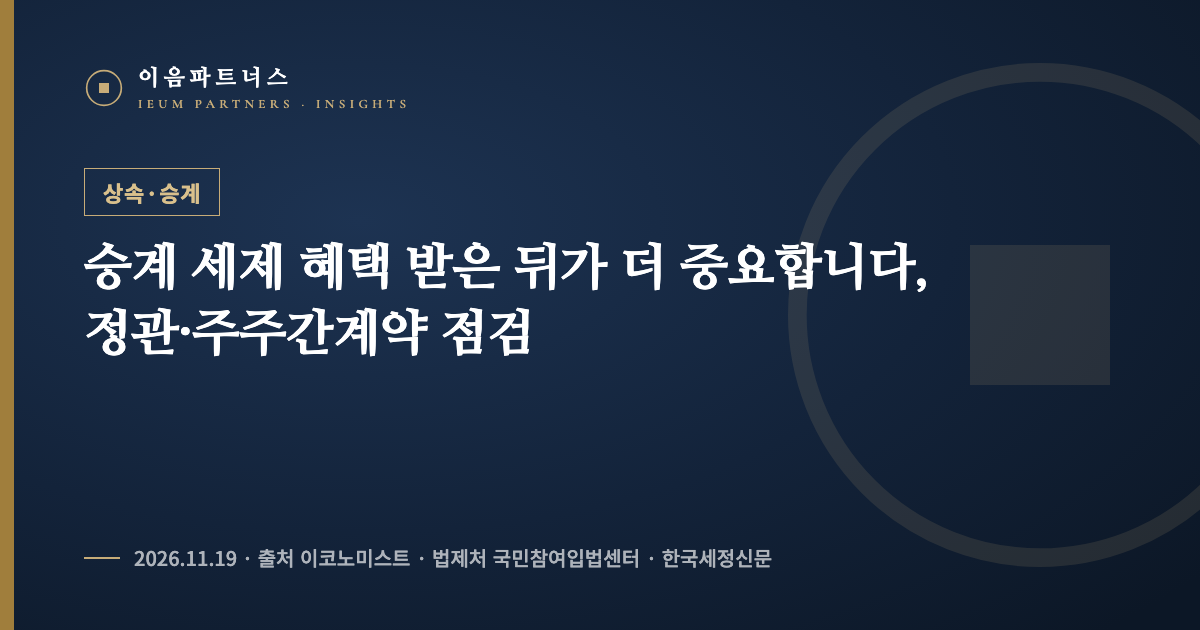 이음파트너스
IEUM PARTNERS · INSIGHTS
상속·승계
승계 세제 혜택 받은 뒤가 더 중요합니다,
정관·주주간계약 점검
2026.11.19 · 출처 이코노미스트 · 법제처 국민참여입법센터 · 한국세정신문